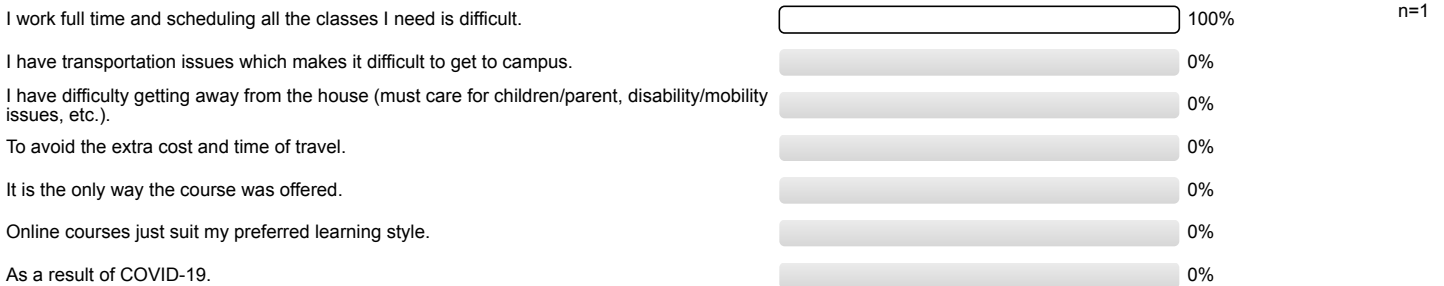 I work full time and scheduling all the classes I need is difficult. 100% n=1
I have transportation issues which makes it difficult to get to campus. 0%
I have difficulty getting away from the house (must care for children/parent, disability/mobility
issues, etc.). 0%
To avoid the extra cost and time of travel. 0%
It is the only way the course was offered. 0%
Online courses just suit my preferred learning style. 0%
As a result of COVID-19. 0%